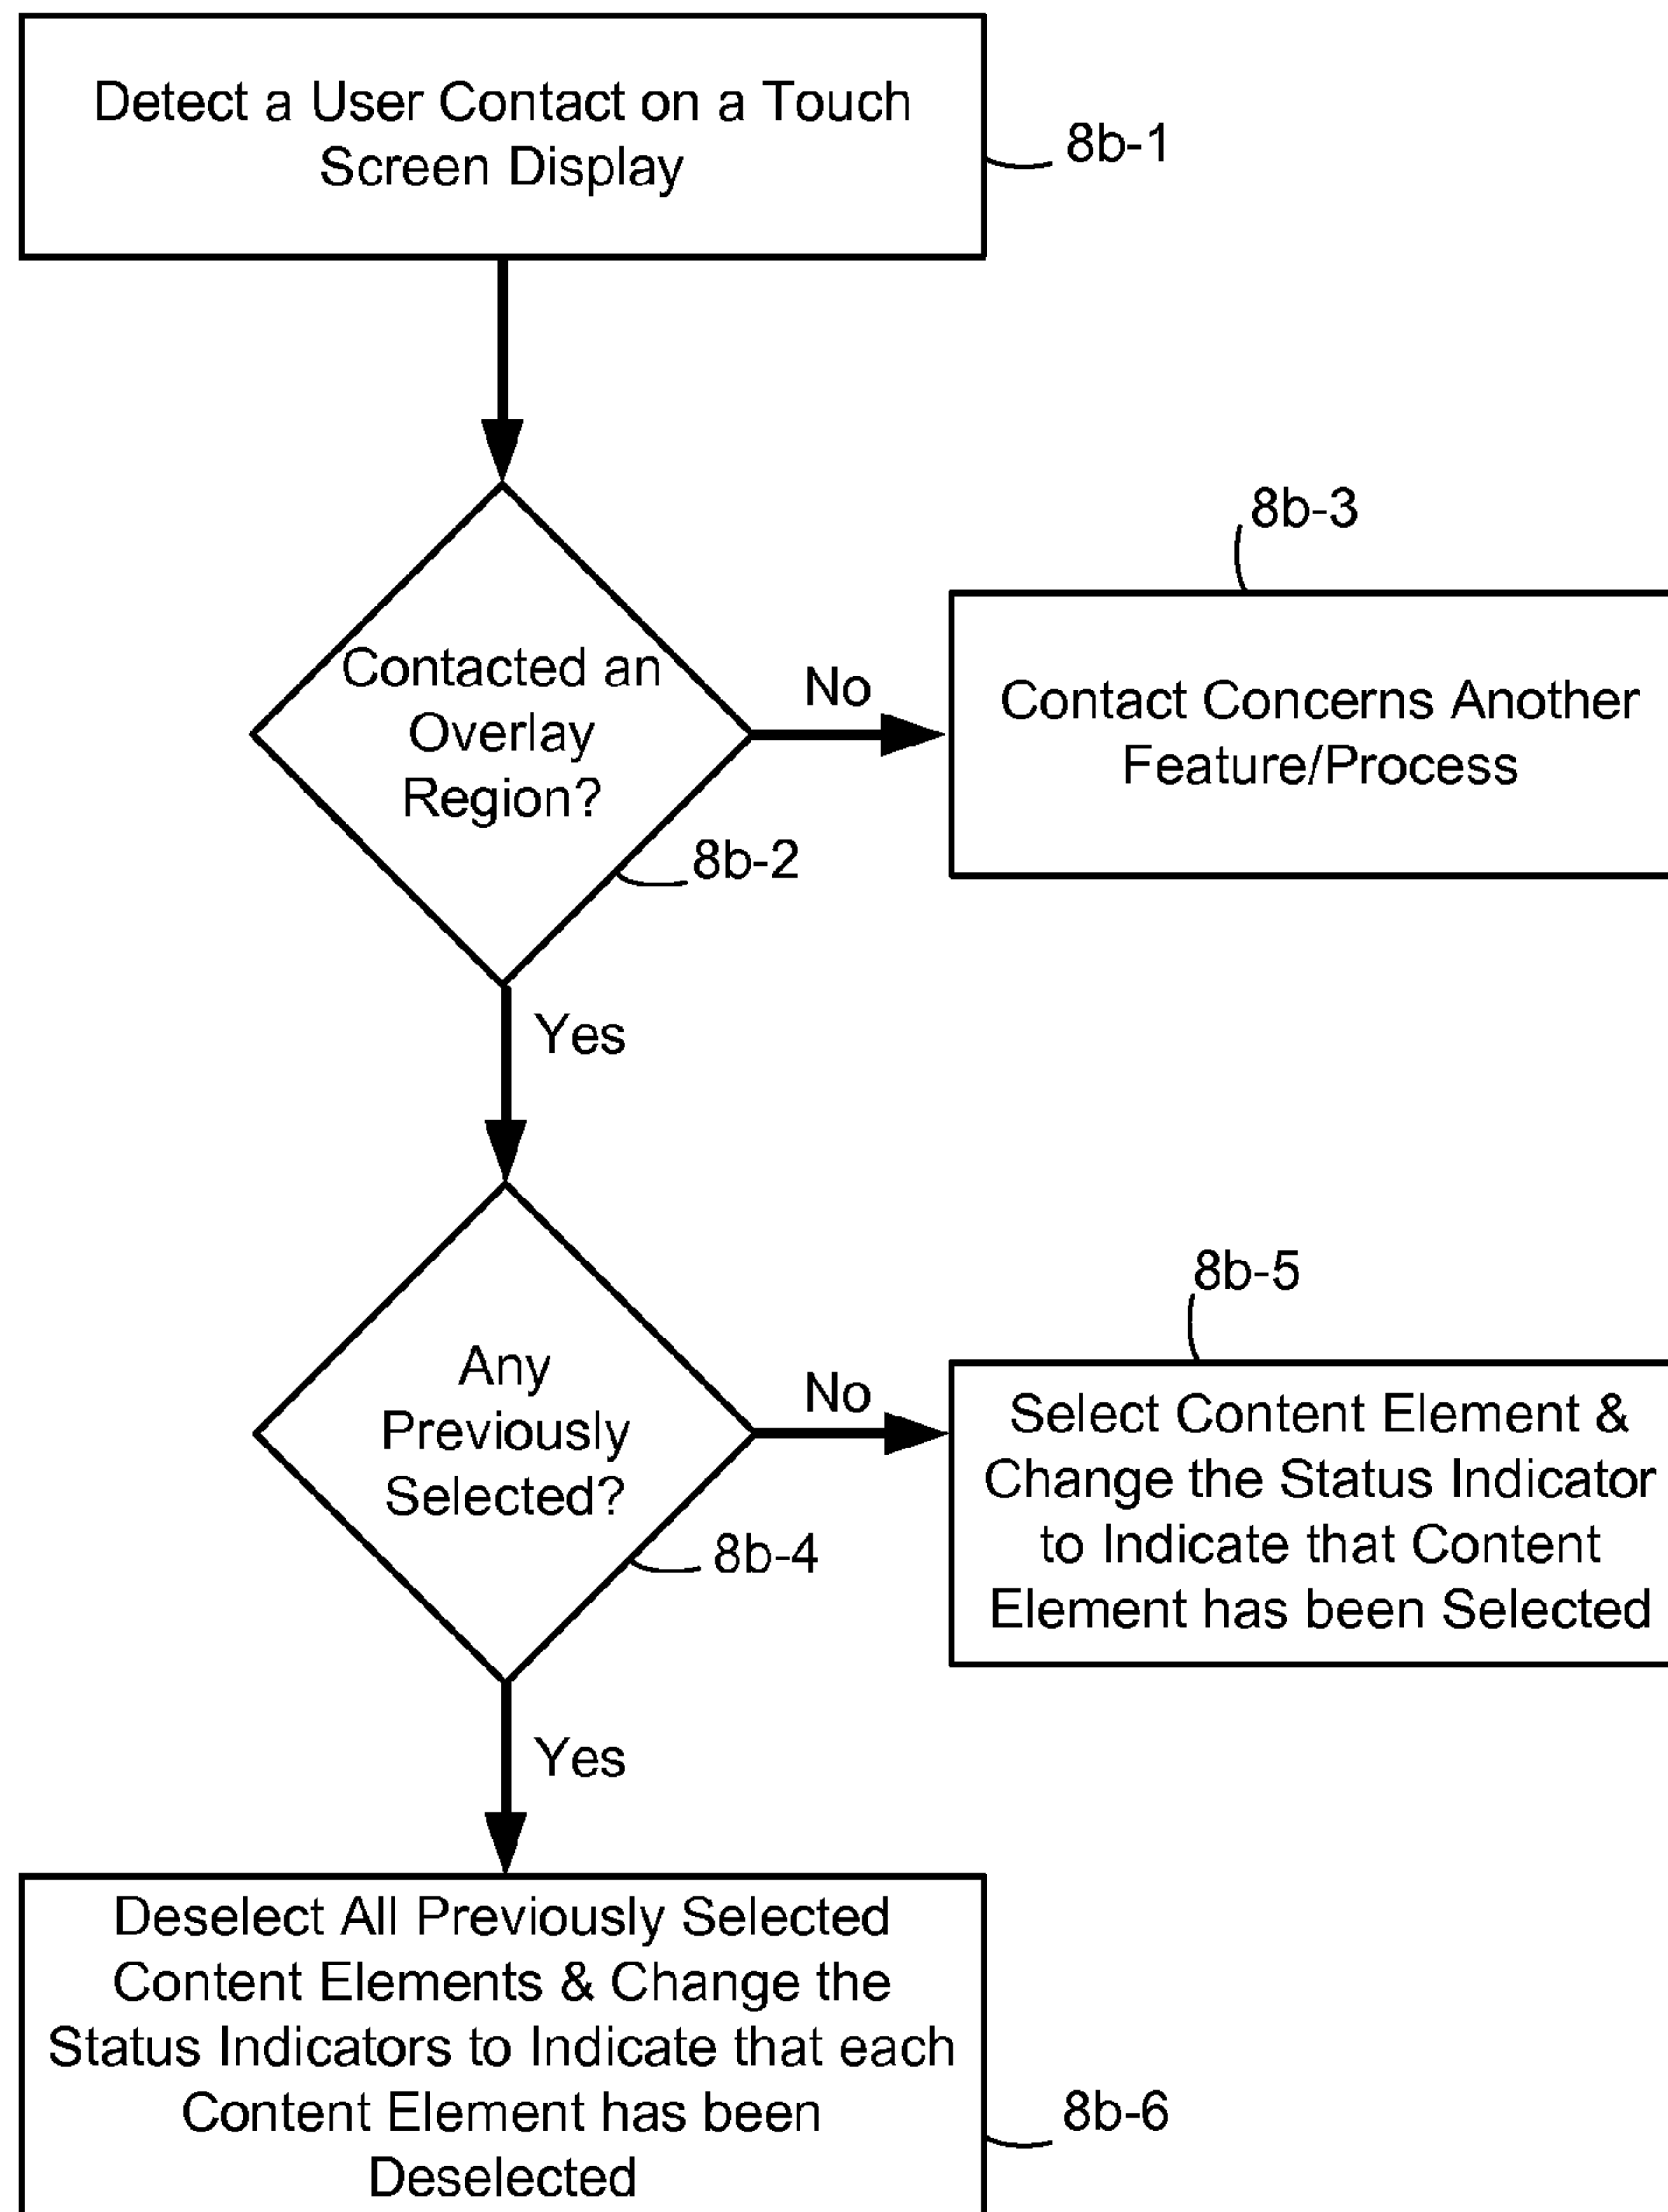 Detect a User Contact on a Touch
Screen Display
8b-1
8b-3
Contacted an
Overlay
Region?
No
Contact Concerns Another
Feature/Process
8b-2
Yes
8b-5
Any
Previously
Selected?
No
Select Content Element &
Change the Status Indicator
to Indicate that Content
Element has been Selected
8b-4
Yes
Deselect All Previously Selected
Content Elements & Change the
Status Indicators to Indicate that each
Content Element has been
Deselected
8b-6